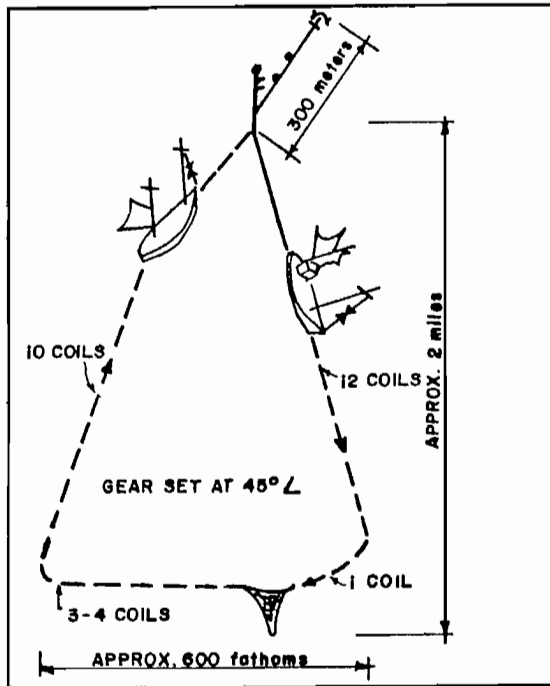 300 meters
10 COILS
12 COILS
APPROX. 2 miles
GEAR SET AT 45° ∠
1 COIL
3-4 COILS
APPROX. 600 fathoms